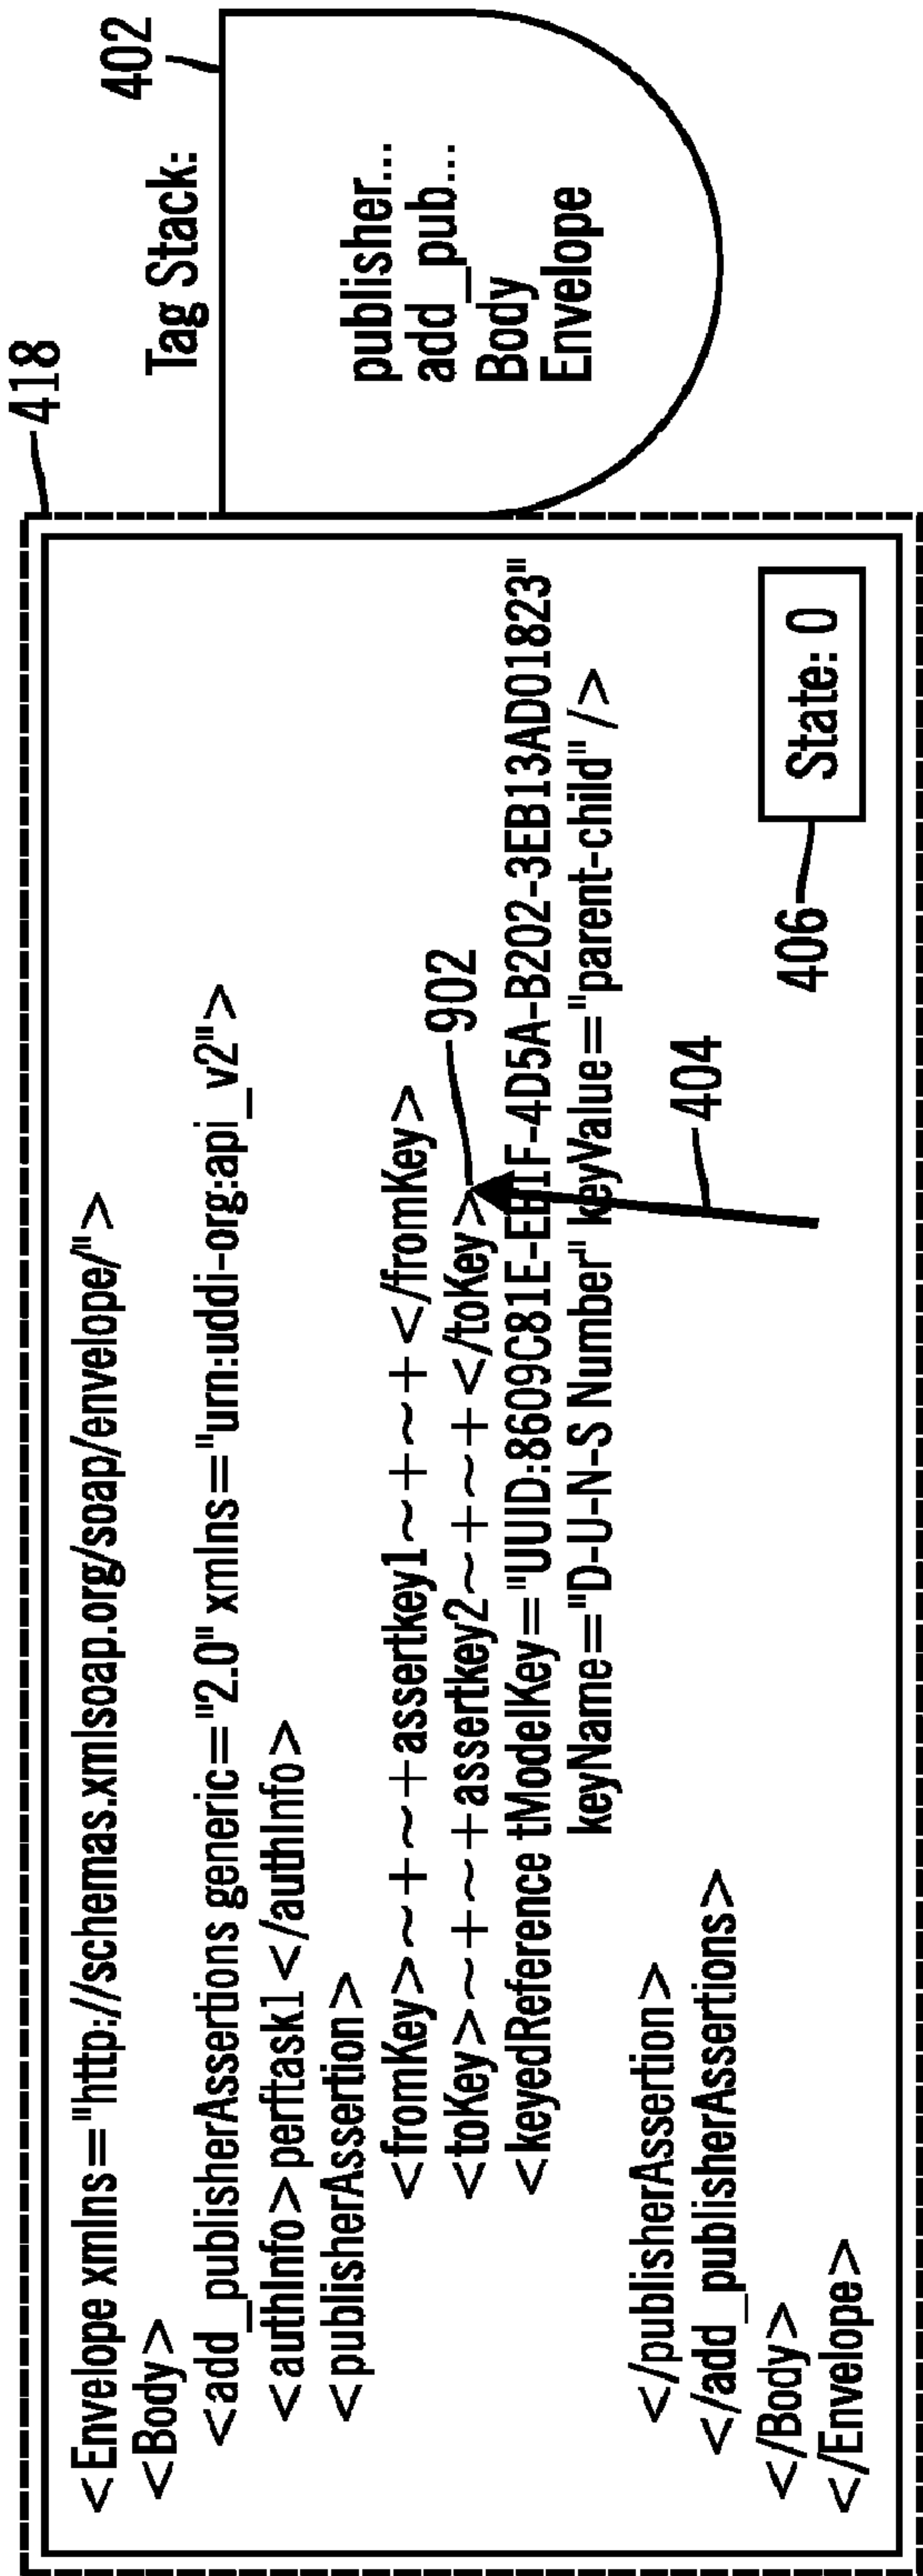 <Envelope xmlns="http://schemas.xmlsoap.org/soap/envelope/">
<Body>
<add_publisherAssertions generic="2.0" xmlns="urn:uddi-org:api_v2">
<authInfo>perftask1</authInfo>
<publisherAssertion>
<fromKey>~+~+~+assertkey1~+~+~+</fromKey>
<toKey>~+~+~+assertkey2~+~+~+</toKey>
902
<keyedReference tModelKey="UUID:8609C81E-EE1F-4D5A-B202-3EB13AD01823"
keyName="D-U-N-S Number" keyValue="parent-child"/>
</publisherAssertion>
</add_publisherAssertions>
</Body>
</Envelope>
404
406
State: 0
418
Tag Stack:
402
publisher...
add_pub...
Body
Envelope